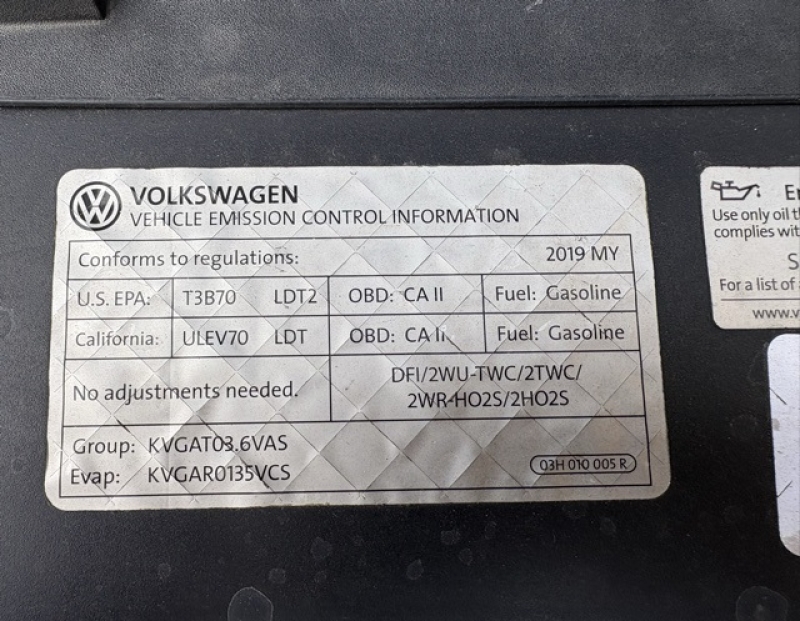 VOLKSWAGEN
VEHICLE EMISSION CONTROL INFORMATION
Conforms to regulations: 2019 MY
U.S. EPA: T3B70 LDT2 OBD: CA II Fuel: Gasoline
California: ULEV70 LDT OBD: CA II Fuel: Gasoline
No adjustments needed.
DFI/2WU-TWC/2TWC/
2WR-HO2S/2HO2S
Group: KVGAT03.6VAS
Evap: KVGAR0135VCS
03H 010 005 R
Use only oil
complies
For a list of
www.